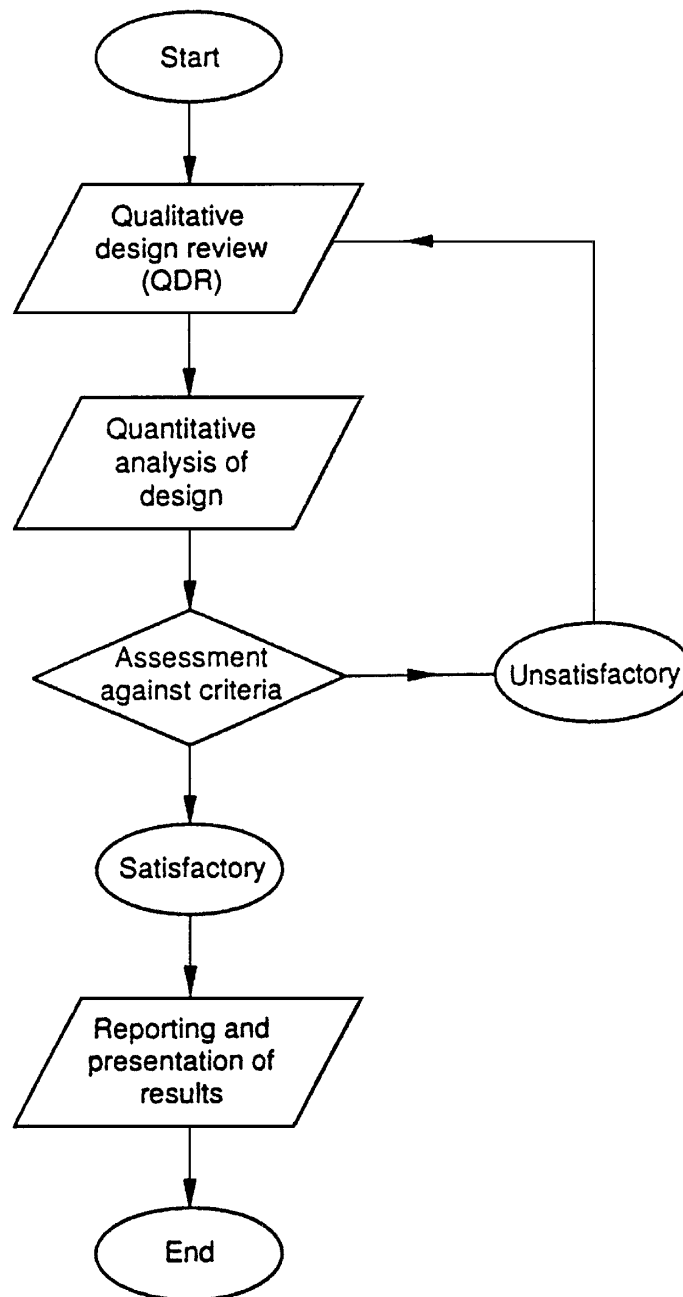 Start
Qualitative
design review
(QDR)
Quantitative
analysis of
design
Assessment
against criteria
Unsatisfactory
Satisfactory
Reporting and
presentation of
results
End